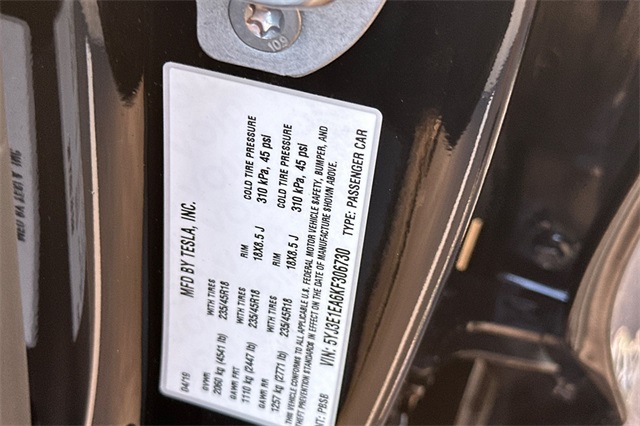 10.9
MFD BY TESLA, INC.
04/19
GVWR
2060 kg (4541 lb)
GAWR FRT WITH TIRES RIM COLD TIRE PRESSURE
1110 kg (2447 lb) 235/45R18 18X8.5 J 310 kPa, 45 psi
GAWR RR WITH TIRES RIM COLD TIRE PRESSURE
1257 kg (2771 lb) 235/45R18 18X8.5 J 310 kPa, 45 psi
THIS VEHICLE CONFORMS TO ALL APPLICABLE U.S. FEDERAL MOTOR VEHICLE SAFETY, BUMPER, AND
THEFT PREVENTION STANDARDS IN EFFECT ON THE DATE OF MANUFACTURE SHOWN ABOVE.
VIN: 5YJ3E1EA6KF306730 TYPE: PASSENGER CAR
NT: PBSB